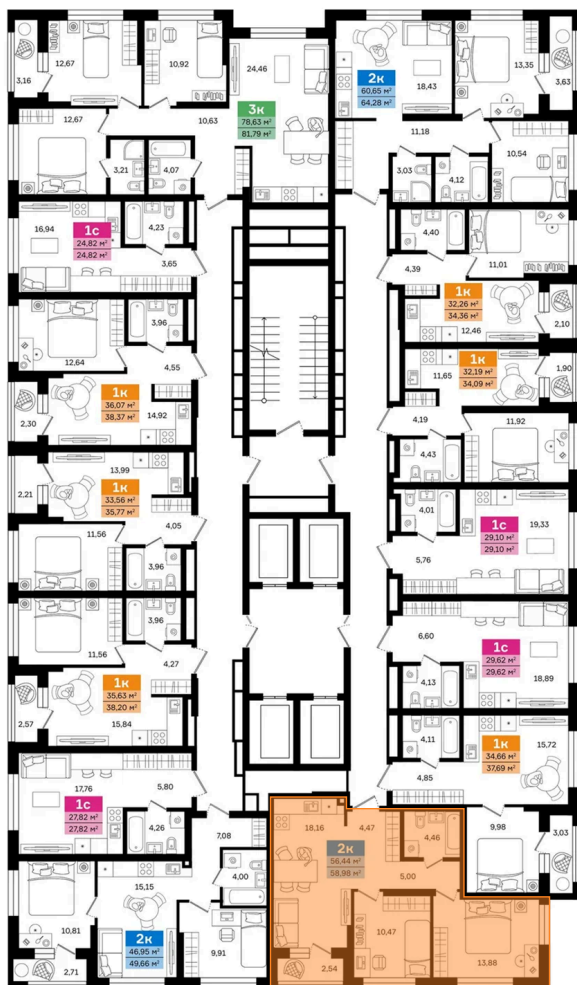 3,16
12,67
10,92
24,46
3к
78,63 м²
81,79 м²
12,67
10,63
3,21
4,07
2к
60,65 м²
64,28 м²
18,43
13,35
3,63
11,18
3,03
4,12
10,54
16,94
1с
24,82 м²
24,82 м²
4,23
3,65
4,40
4,39
11,01
1к
32,26 м²
34,36 м²
12,46
2,10
12,64
3,96
4,55
1к
36,07 м²
38,37 м²
14,92
2,30
11,65
1к
32,19 м²
34,09 м²
1,90
4,19
4,43
11,92
13,99
2,21
1к
33,56 м²
35,77 м²
4,05
11,56
3,96
4,01
1с
29,10 м²
29,10 м²
19,33
5,76
3,96
11,56
4,27
1к
35,63 м²
38,20 м²
2,57
15,84
6,60
1с
29,62 м²
29,62 м²
4,13
18,89
4,11
1к
34,66 м²
37,69 м²
15,72
4,85
9,98
3,03
17,76
5,80
1с
27,82 м²
27,82 м²
4,26
7,08
4,00
15,15
10,81
2к
46,95 м²
49,66 м²
2,71
9,91
18,16
4,47
4,46
2к
56,44 м²
58,98 м²
5,00
10,47
2,54
13,88